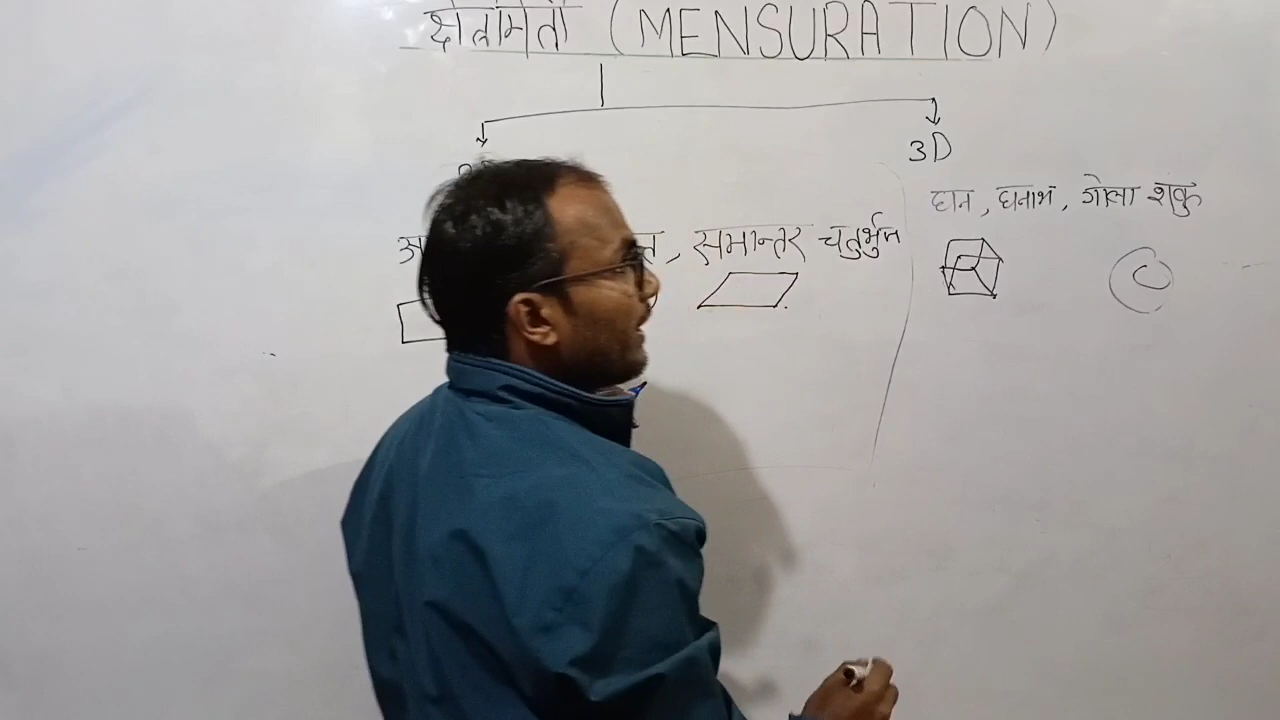 क्षेत्रमिती (MENSURATION)
3D
घन, घनाभ, गोला शंकु
समान्तर चतुर्भुज